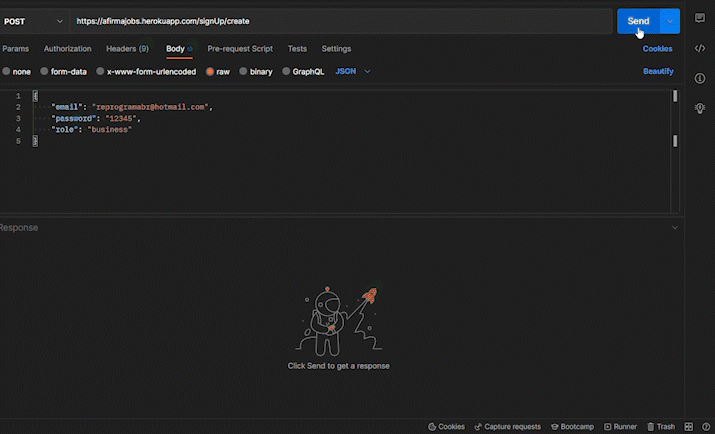 POST https://afirmajobs.herokuapp.com/signUp/create Send
Params Authorization Headers (9) Body Pre-request Script Tests Settings Cookies
none form-data x-www-form-urlencoded raw binary GraphQL JSON Beautify
1 {
2 "email": "reprogramabr@hotmail.com",
3 "password": "12345",
4 "role": "business"
5 }
Response
Click Send to get a response
Cookies Capture requests Bootcamp Runner Trash